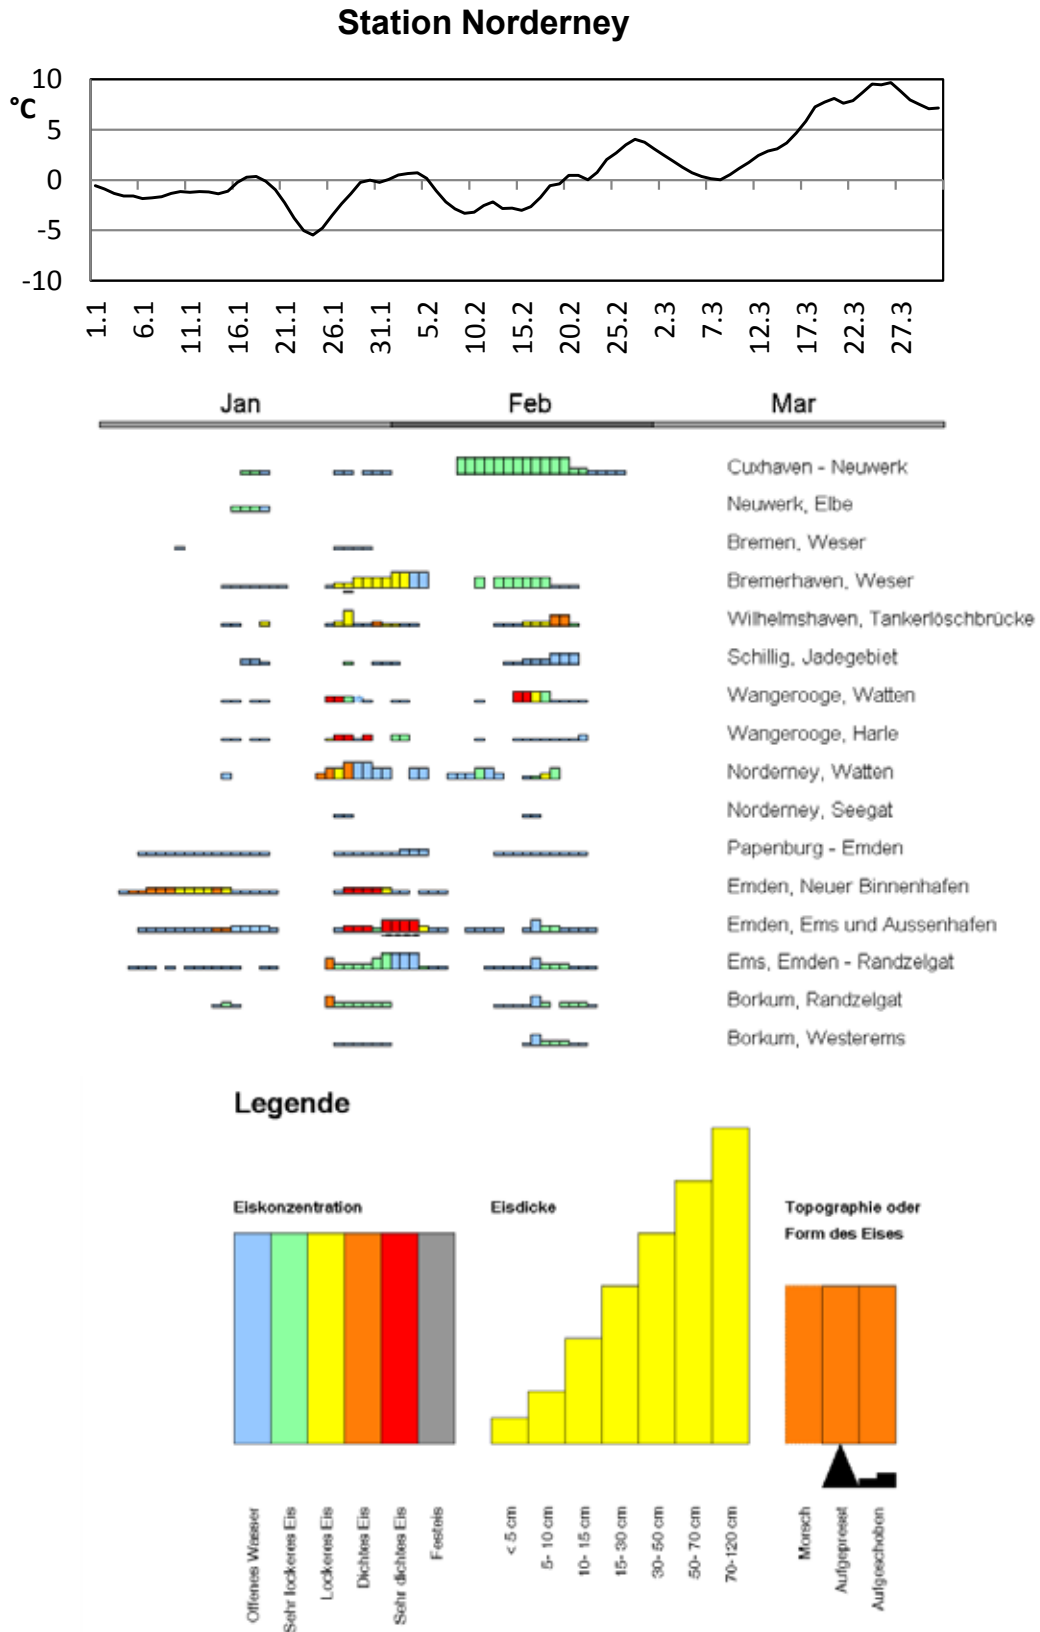 Station Norderney
10
°C
5
0
-5
-10
1.1 6.1 11.1 16.1 21.1 26.1 31.1 5.2 10.2 15.2 20.2 25.2 2.3 7.3 12.3 17.3 22.3 27.3
Jan Feb Mar
Cuxhaven - Neuwerk
Neuwerk, Elbe
Bremen, Weser
Bremerhaven, Weser
Wilhelmshaven, Tankerlöschbrücke
Schillig, Jadegebiet
Wangerooge, Watten
Wangerooge, Harle
Norderney, Watten
Norderney, Seegat
Papenburg - Emden
Emden, Neuer Binnenhafen
Emden, Ems und Aussenhafen
Ems, Emden - Randzelgat
Borkum, Randzelgat
Borkum, Westerems
Legende
Eiskonzentration Eisdicke Topographie oder
Form des Eises
Offenes Wasser
Sehr lockeres Eis
Lockeres Eis
Dichtes Eis
Sehr dichtes Eis
Festeis
< 5 cm
5- 10 cm
10- 15 cm
15- 30 cm
30- 50 cm
50- 70 cm
70-120 cm
Morsch
Aufgepresst
Aufgeschoben